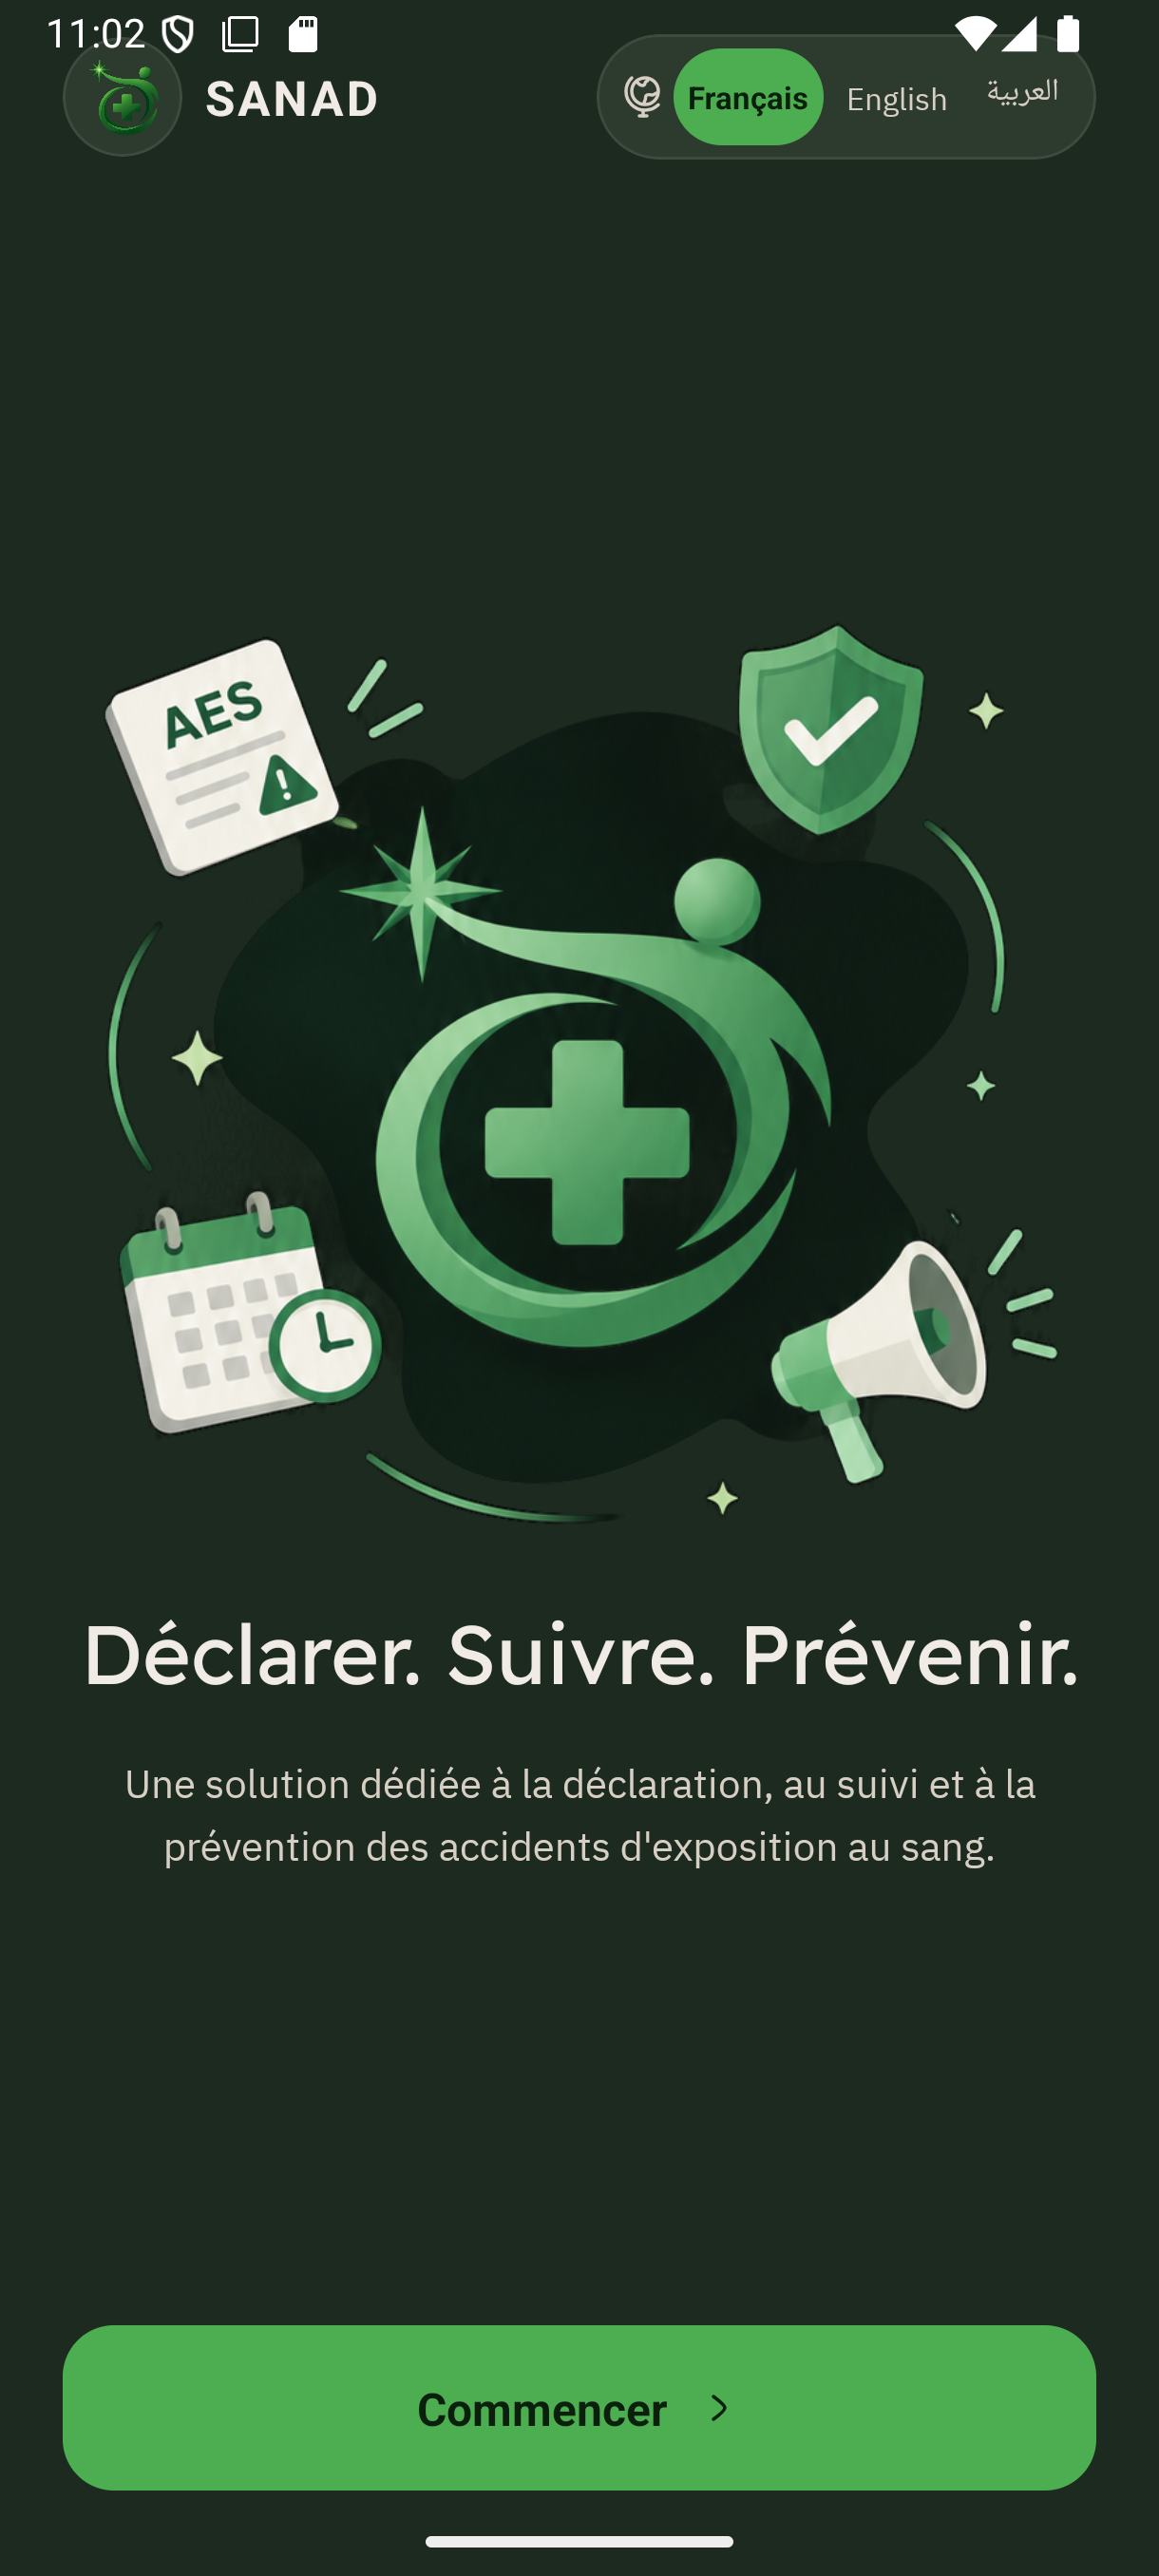 11:02
SANAD
Français English العربية
AES
Déclarer. Suivre. Prévenir.
Une solution dédiée à la déclaration, au suivi et à la
prévention des accidents d'exposition au sang.
Commencer